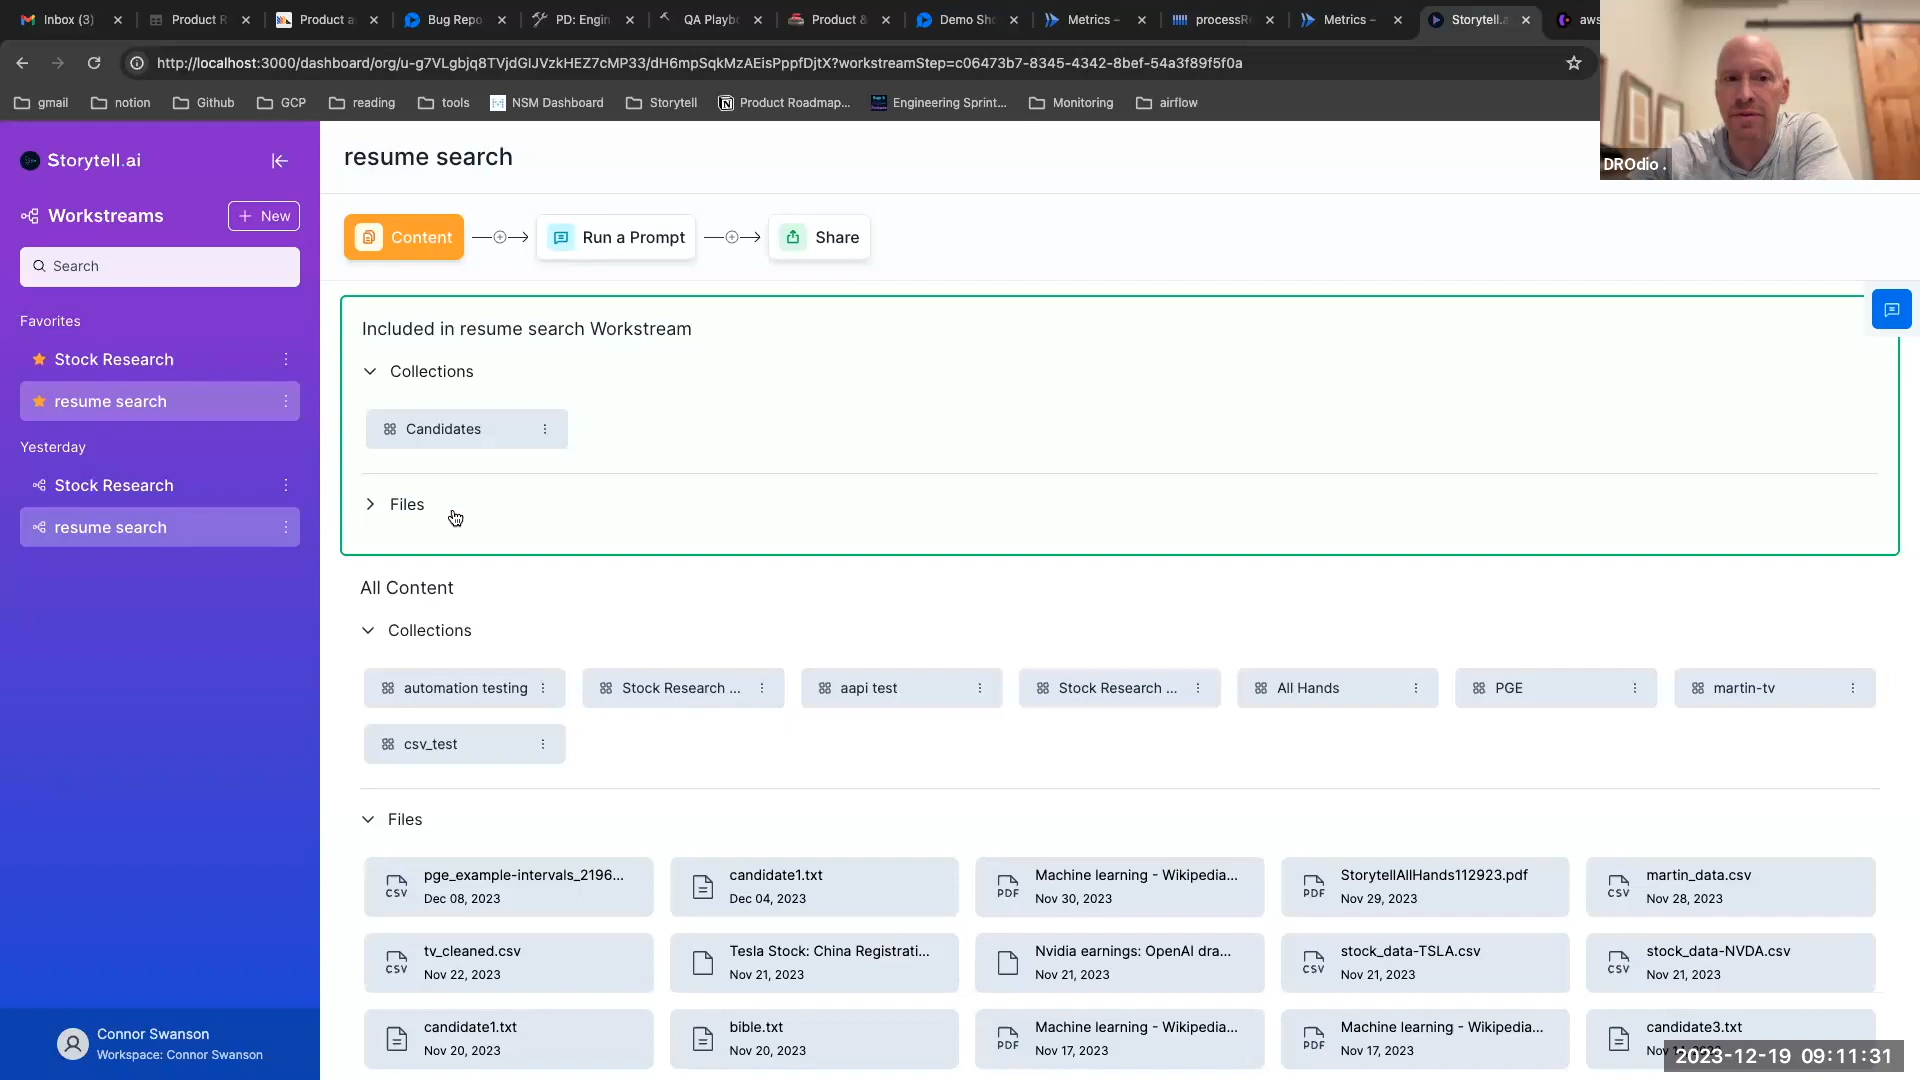 Inbox (3)
Product R
Product a
Bug Repo
PD: Engin
QA Playb
Product &
Demo Sh
Metrics –
processR
Metrics –
Storytell.a
aws
http://localhost:3000/dashboard/org/u-g7VLgbjq8TVjdGlJVzkHEZ7cMP33/dH6mpSqkMzAEisPppfDjtX?workstreamStep=c06473b7-8345-4342-8bef-54a3f89f5f0a
gmail
notion
Github
GCP
reading
tools
NSM Dashboard
Storytell
Product Roadmap...
Engineering Sprint...
Monitoring
airflow
DROdio .
Storytell.ai
Workstreams
New
Search
Favorites
Stock Research
resume search
Yesterday
Stock Research
resume search
Connor Swanson
Workspace: Connor Swanson
resume search
Content
Run a Prompt
Share
Included in resume search Workstream
Collections
Candidates
Files
All Content
Collections
automation testing
Stock Research ...
aapi test
Stock Research ...
All Hands
PGE
martin-tv
csv_test
Files
CSV
pge_example-intervals_2196...
Dec 08, 2023
candidate1.txt
Dec 04, 2023
PDF
Machine learning - Wikipedia...
Nov 30, 2023
PDF
StorytellAllHands112923.pdf
Nov 29, 2023
CSV
martin_data.csv
Nov 28, 2023
CSV
tv_cleaned.csv
Nov 22, 2023
Tesla Stock: China Registrati...
Nov 21, 2023
Nvidia earnings: OpenAI dra...
Nov 21, 2023
CSV
stock_data-TSLA.csv
Nov 21, 2023
CSV
stock_data-NVDA.csv
Nov 21, 2023
candidate1.txt
Nov 20, 2023
bible.txt
Nov 20, 2023
PDF
Machine learning - Wikipedia...
Nov 17, 2023
PDF
Machine learning - Wikipedia...
Nov 17, 2023
candidate3.txt
Nov
2023-12-19 09:11:31